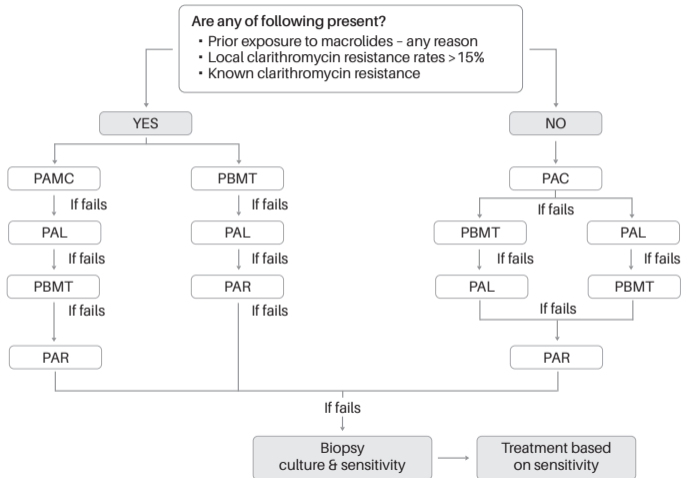 Are any of following present?
• Prior exposure to macrolides – any reason
• Local clarithromycin resistance rates >15%
• Known clarithromycin resistance
YES
NO
PAMC
PBMT
PAC
If fails
If fails
If fails
PAL
PAL
PBMT
PAL
If fails
If fails
If fails
If fails
PBMT
PAR
PAL
PBMT
If fails
If fails
If fails
PAR
PAR
If fails
Biopsy
culture & sensitivity
Treatment based
on sensitivity